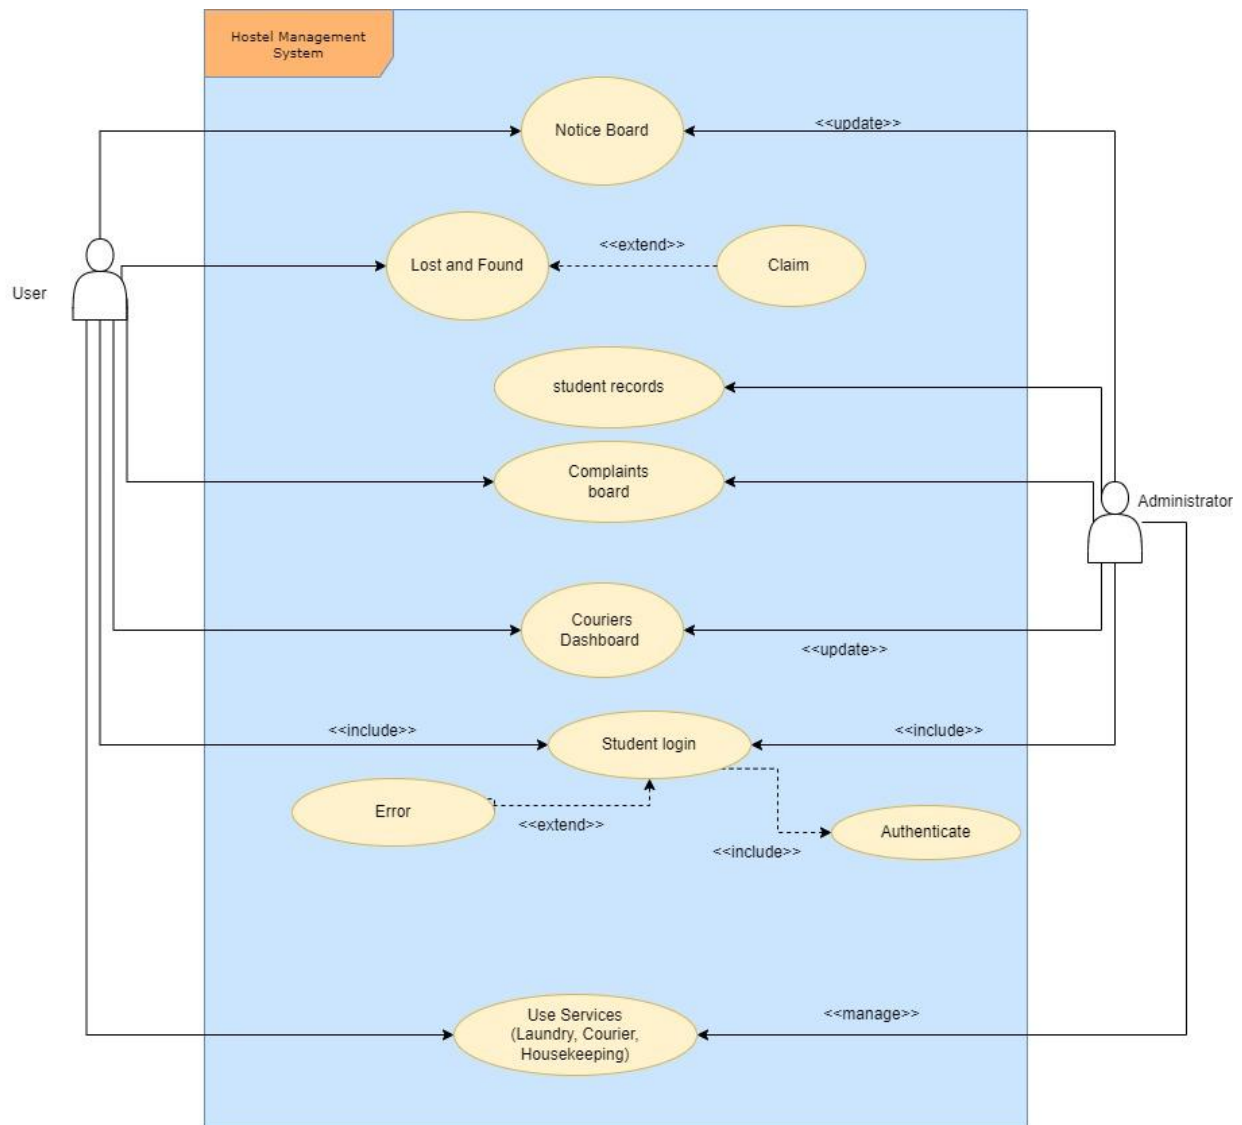 Hostel Management
System
Notice Board
<<update>>
Lost and Found
<<extend>>
Claim
User
student records
Complaints
board
Administrator
Couriers
Dashboard
<<update>>
<<include>>
Student login
<<include>>
Error
<<extend>>
Authenticate
<<include>>
Use Services
(Laundry, Courier,
Housekeeping)
<<manage>>